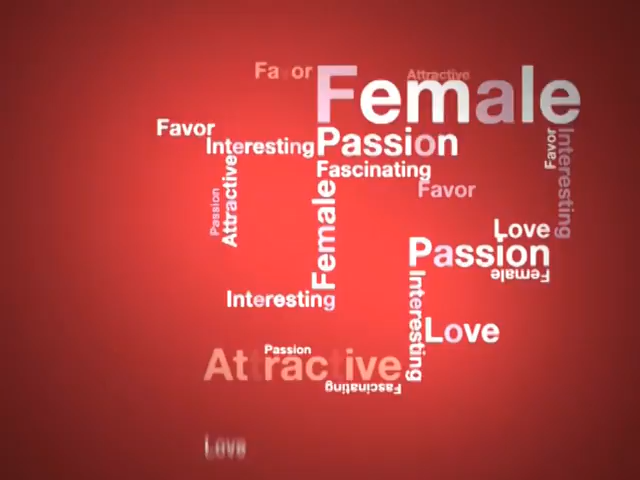 Favor
Attractive
Female
Favor
Interesting
Passion
Favor
Interesting
Fascinating
Attractive
Passion
Female
Favor
Love
Passion
Female
Interesting
Interesting
Love
Passion
Attractive
Fascinating
Love